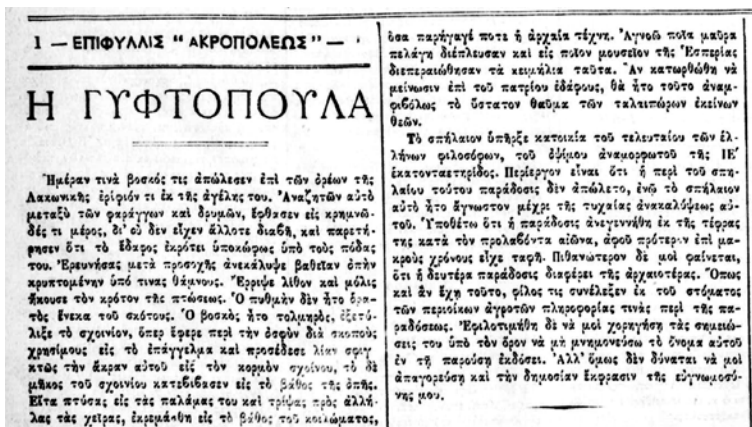 1 — ΕΠΙΦΥΛΛΙΣ "ΑΚΡΟΠΟΛΕΩΣ" —
Η ΓΥΦΤΟΠΟΥΛΑ
Ἡμέραν τινὰ βοσκός τις ἀπώλεσεν ἐπὶ τῶν ὀρέων τῆς
Λακωνικῆς ἐρίφιόν τι ἐκ τῆς ἀγέλης του. Ἀναζητῶν αὐτὸ
μεταξὺ τῶν φαράγγων καὶ δρυμῶν, ἔφθασεν εἰς κρημνῶ-
δές τι μέρος, δι' οὗ δὲν εἶχεν ἄλλοτε διαβῆ, καὶ παρετή-
ρησεν ὅτι τὸ ἔδαφος ἐκρότει ὑποκώφως ὑπὸ τοὺς πόδας
του. Ἐρευνήσας μετὰ προσοχῆς ἀνεκάλυψε βαθεῖαν ὀπὴν
κρυπτομένην ὑπό τινας θάμνους. Ἔρριψε λίθον καὶ μόλις
ἤκουσε τὸν κρότον τῆς πτώσεως. Ὁ πυθμὴν δὲν ἦτο ὁρα-
τὸς ἕνεκα τοῦ σκότους. Ὁ βοσκὸς ἦτο τολμηρός, ἐξετύ-
λιξε τὸ σχοινίον, ὅπερ ἔφερε περὶ τὴν ὀσφὺν διὰ σκοποὺς
χρησίμους εἰς τὸ ἐπάγγελμα καὶ προσέδεσε λίαν σφιγ
κτῶς τὴν ἄκραν αὐτοῦ εἰς τὸν κορμὸν σχοίνου, τὸ δὲ
μῆκος τοῦ σχοινίου κατεβίβασεν εἰς τὸ βάθος τῆς ὀπῆς.
Εἶτα πτύσας εἰς τὰς παλάμας του καὶ τρίψας πρὸς ἀλλή-
λας τὰς χεῖρας, ἐκρεμάσθη εἰς τὸ βάθος τοῦ κοιλώματος,
ὅσα παρήγαγέ ποτε ἡ ἀρχαία τέχνη. Ἀγνοῶ ποῖα μαῦρα
πελάγη διέπλευσαν καὶ εἰς ποῖον μουσεῖον τῆς Ἑσπερίας
διεπεραιώθησαν τὰ κειμήλια ταῦτα. Ἂν κατωρθώθη νὰ
μείνωσιν ἐπὶ τοῦ πατρίου ἐδάφους, θὰ ἦτο τοῦτο ἀναμ-
φιβόλως τὸ ὕστατον θαῦμα τῶν ταλαιπώρων ἐκείνων
θεῶν.
Τὸ σπήλαιον ὑπῆρξε κατοικία τοῦ τελευταίου τῶν ἑλ-
λήνων φιλοσόφων, τοῦ ὀψίμου ἀναμορφωτοῦ τῆς ΙΕ΄
ἑκατονταετηρίδος. Περίεργον εἶναι ὅτι ἡ περὶ τοῦ σπη-
λαίου τούτου παράδοσις δὲν ἀπώλετο, ἐνῷ τὸ σπήλαιον
αὐτὸ ἦτο ἄγνωστον μέχρι τῆς τυχαίας ἀνακαλύψεως αὐ-
τοῦ. Ὑποθέτω ὅτι ἡ παράδοσις ἀνεγεννήθη ἐκ τῆς τέφρας
της κατὰ τὸν προλαβόντα αἰῶνα, ἀφοῦ πρότερον ἐπὶ μα-
κροὺς χρόνους εἶχε ταφῆ. Πιθανώτερον δέ μοι φαίνεται,
ὅτι ἡ δευτέρα παράδοσις διαφέρει τῆς ἀρχαιοτέρας. Ὅπως
καὶ ἂν ἔχῃ τοῦτο, φίλος τις συνέλεξεν ἐκ τοῦ στόματος
τῶν περιοίκων ἀγροτῶν πληροφορίας τινὰς περὶ τῆς πα-
ραδόσεως. Ἐφιλοτιμήθη δὲ νὰ μοὶ χορηγήσῃ τὰς σημειώ-
σεις του ὑπὸ τὸν ὅρον νὰ μὴ μνημονεύσω τὸ ὄνομα αὐτοῦ
ἐν τῇ παρούσῃ ἐκδόσει. Ἀλλ' ὅμως δὲν δύναται νὰ μοὶ
ἀπαγορεύσῃ καὶ τὴν δημοσίαν ἔκφρασιν τῆς εὐγνωμοσύ-
νης μου.